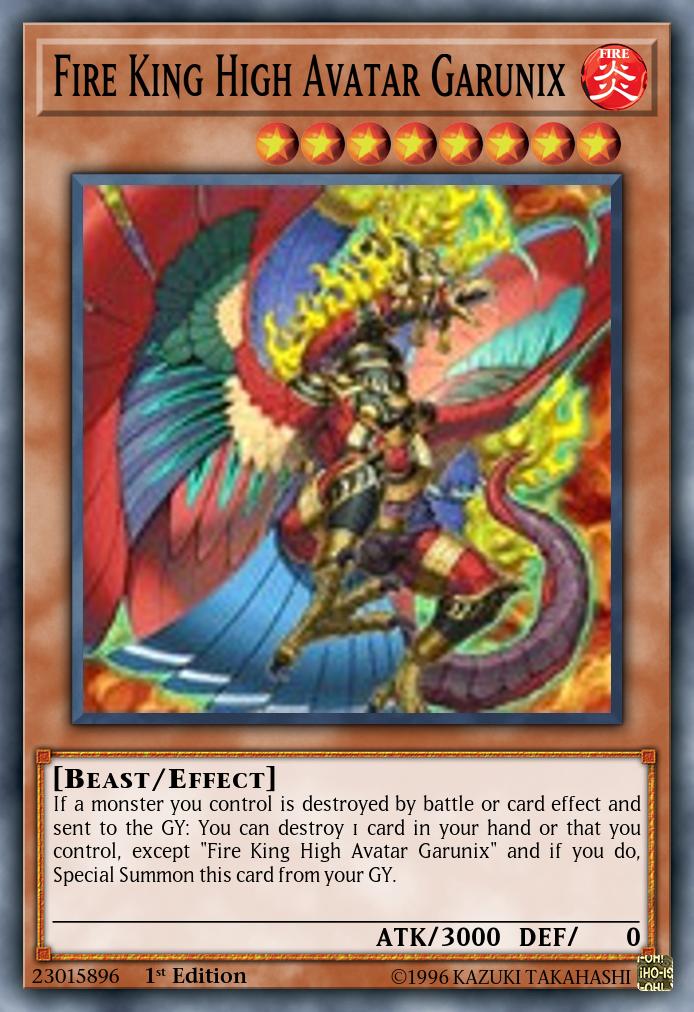 Fire King High Avatar Garunix
FIRE
炎
[Beast/Effect]
If a monster you control is destroyed by battle or card effect and
sent to the GY: You can destroy 1 card in your hand or that you
control, except "Fire King High Avatar Garunix" and if you do,
Special Summon this card from your GY.
ATK/3000 DEF/ 0
23015896 1st Edition ©1996 KAZUKI TAKAHASHI